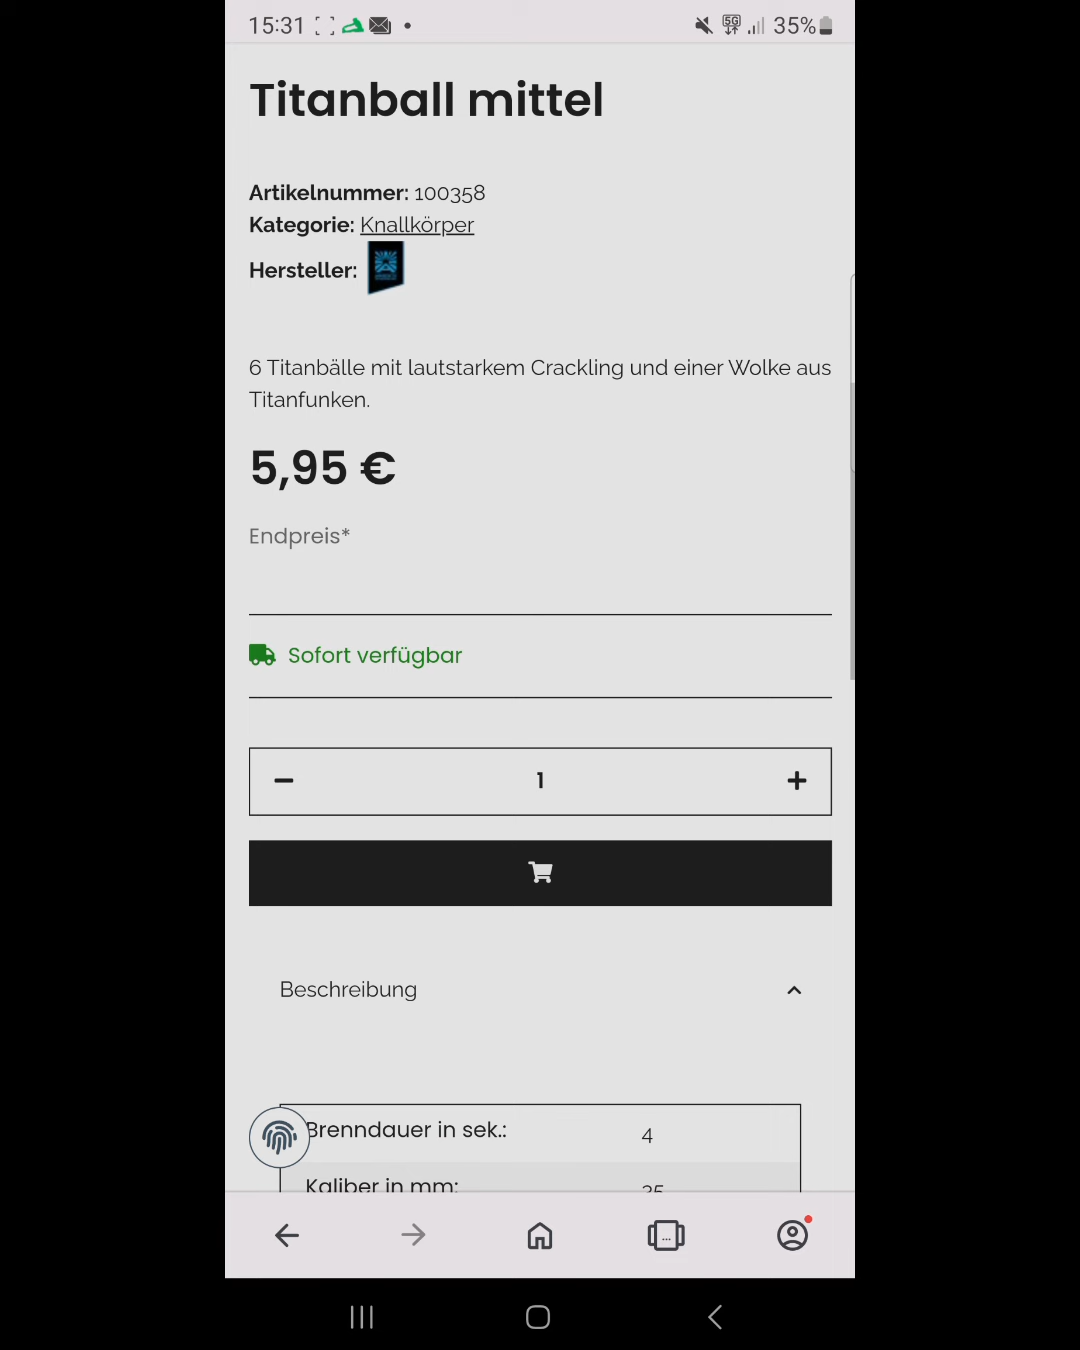 15:31
5G
35%
Titanball mittel
Artikelnummer: 100358
Kategorie: Knallkörper
Hersteller:
6 Titanbälle mit lautstarkem Crackling und einer Wolke aus
Titanfunken.
5,95 €
Endpreis*
Sofort verfügbar
1
Beschreibung
Brenndauer in sek.: 4
Kaliber in mm: